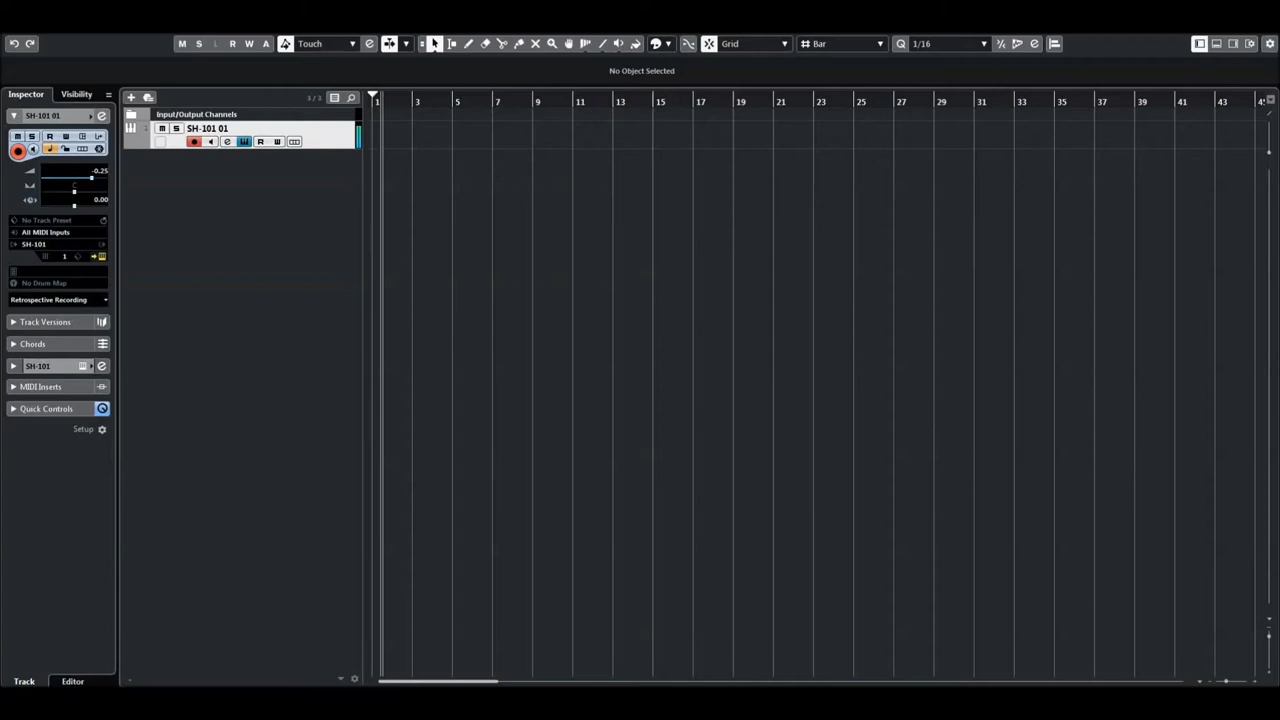 M S L R W A Touch Grid Bar 1/16
No Object Selected
Inspector Visibility
3 / 3
1 3 5 7 9 11 13 15 17 19 21 23 25 27 29 31 33 35 37 39 41 43
SH-101 01
Input/Output Channels
1 M S SH-101 01
M S R W
R W
-0.25
C
0.00
No Track Preset
All MIDI Inputs
SH-101
1
No Drum Map
Retrospective Recording
Track Versions
Chords
SH-101
MIDI Inserts
Quick Controls
Setup
Track Editor